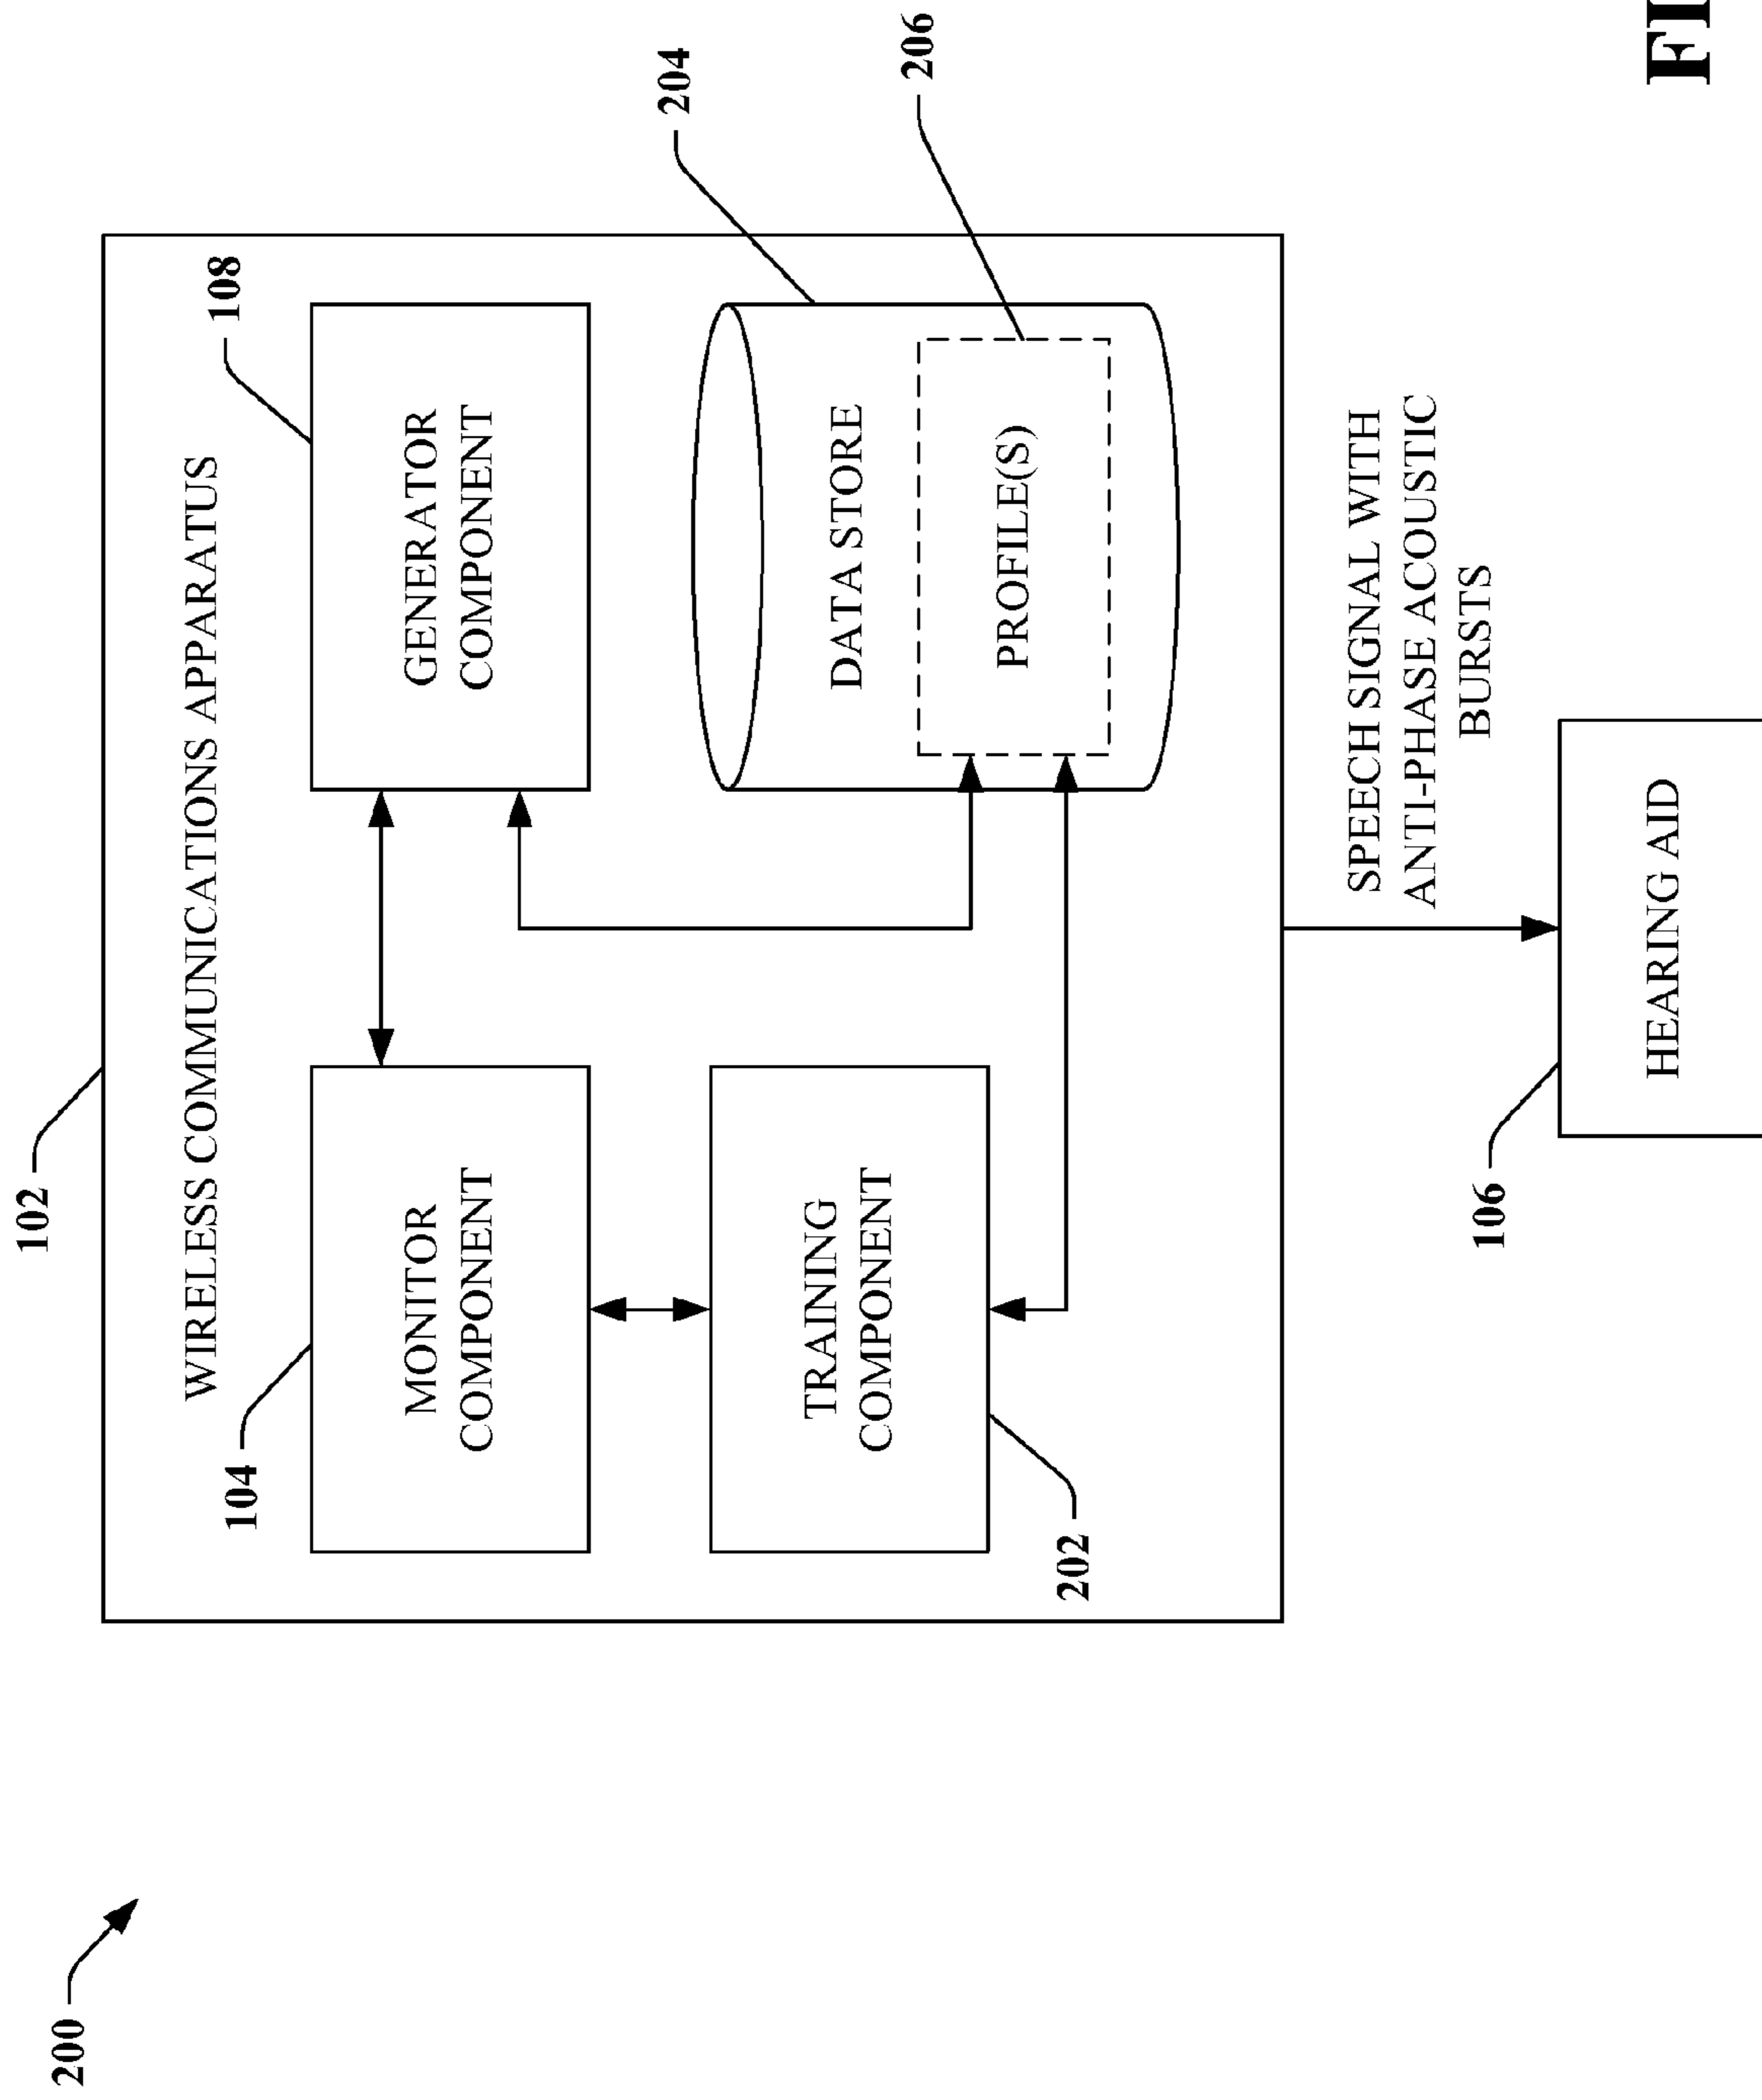 200
102
WIRELESS COMMUNICATIONS APPARATUS
104
108
MONITOR
COMPONENT
GENERATOR
COMPONENT
204
TRAINING
COMPONENT
DATA STORE
206
PROFILE(S)
202
SPEECH SIGNAL WITH
ANTI-PHASE ACOUSTIC
BURSTS
106
HEARING AID